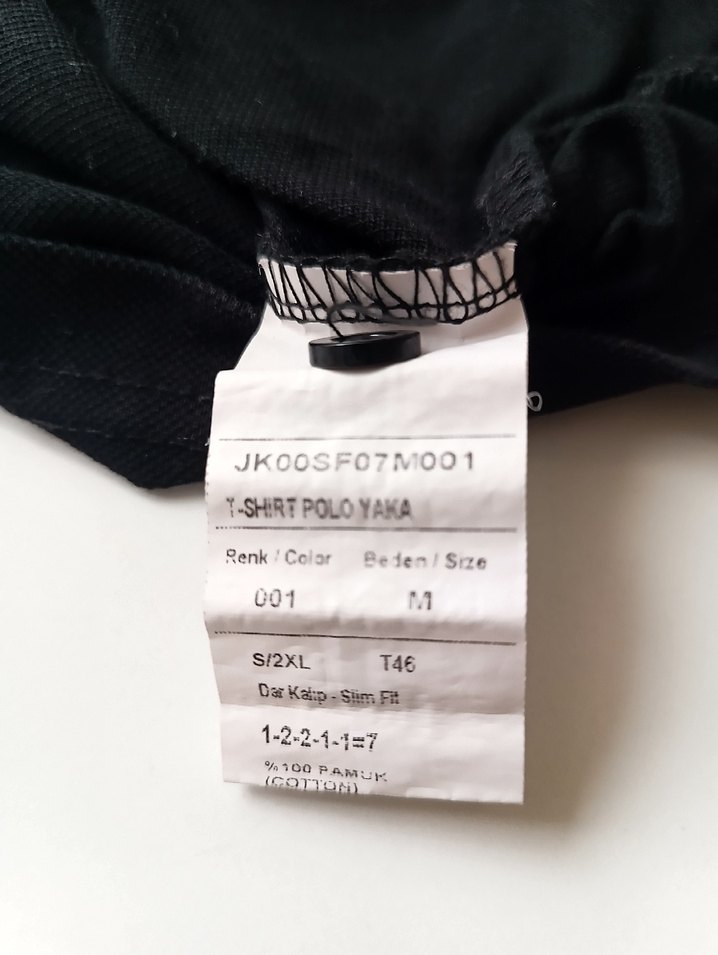 JK00SF07M001
T-SHIRT POLO YAKA
Renk / Color Beden / Size
001 M
S/2XL T46
Dar Kalıp - Slim Fit
1-2-2-1-1=7
%100 PAMUK
(COTTON)